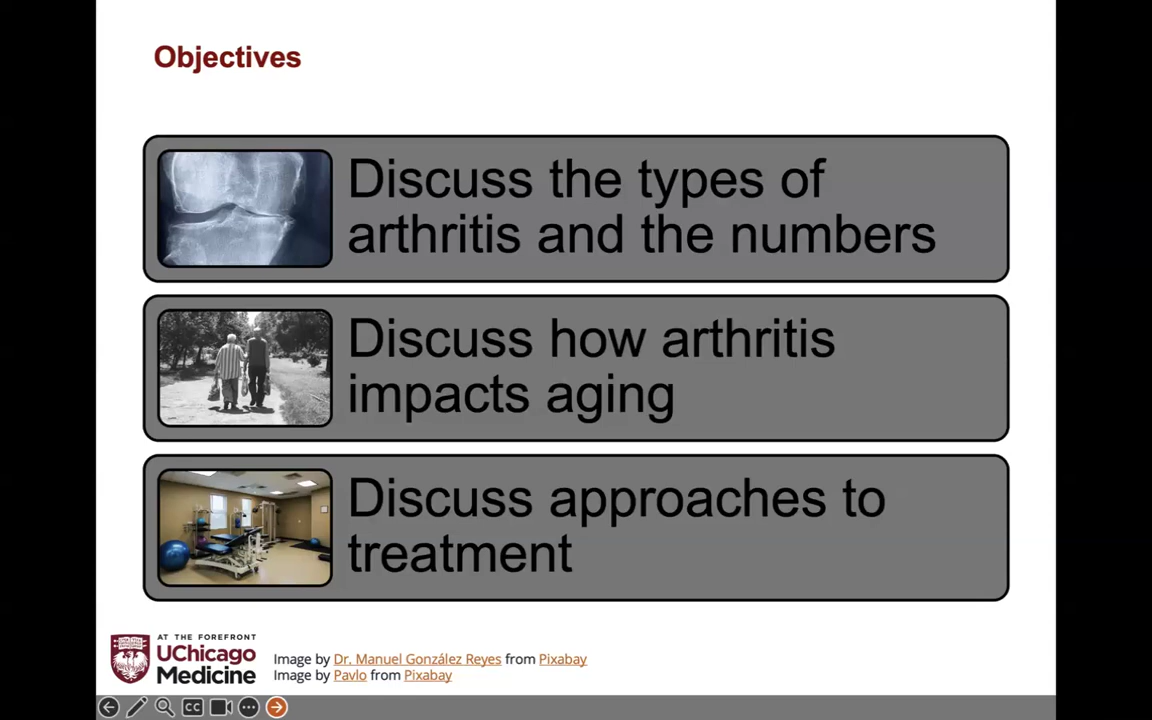 Objectives
Discuss the types of
arthritis and the numbers
Discuss how arthritis
impacts aging
Discuss approaches to
treatment
AT THE FOREFRONT
UChicago
Medicine
Image by Dr. Manuel González Reyes from Pixabay
Image by Pavlo from Pixabay
CC